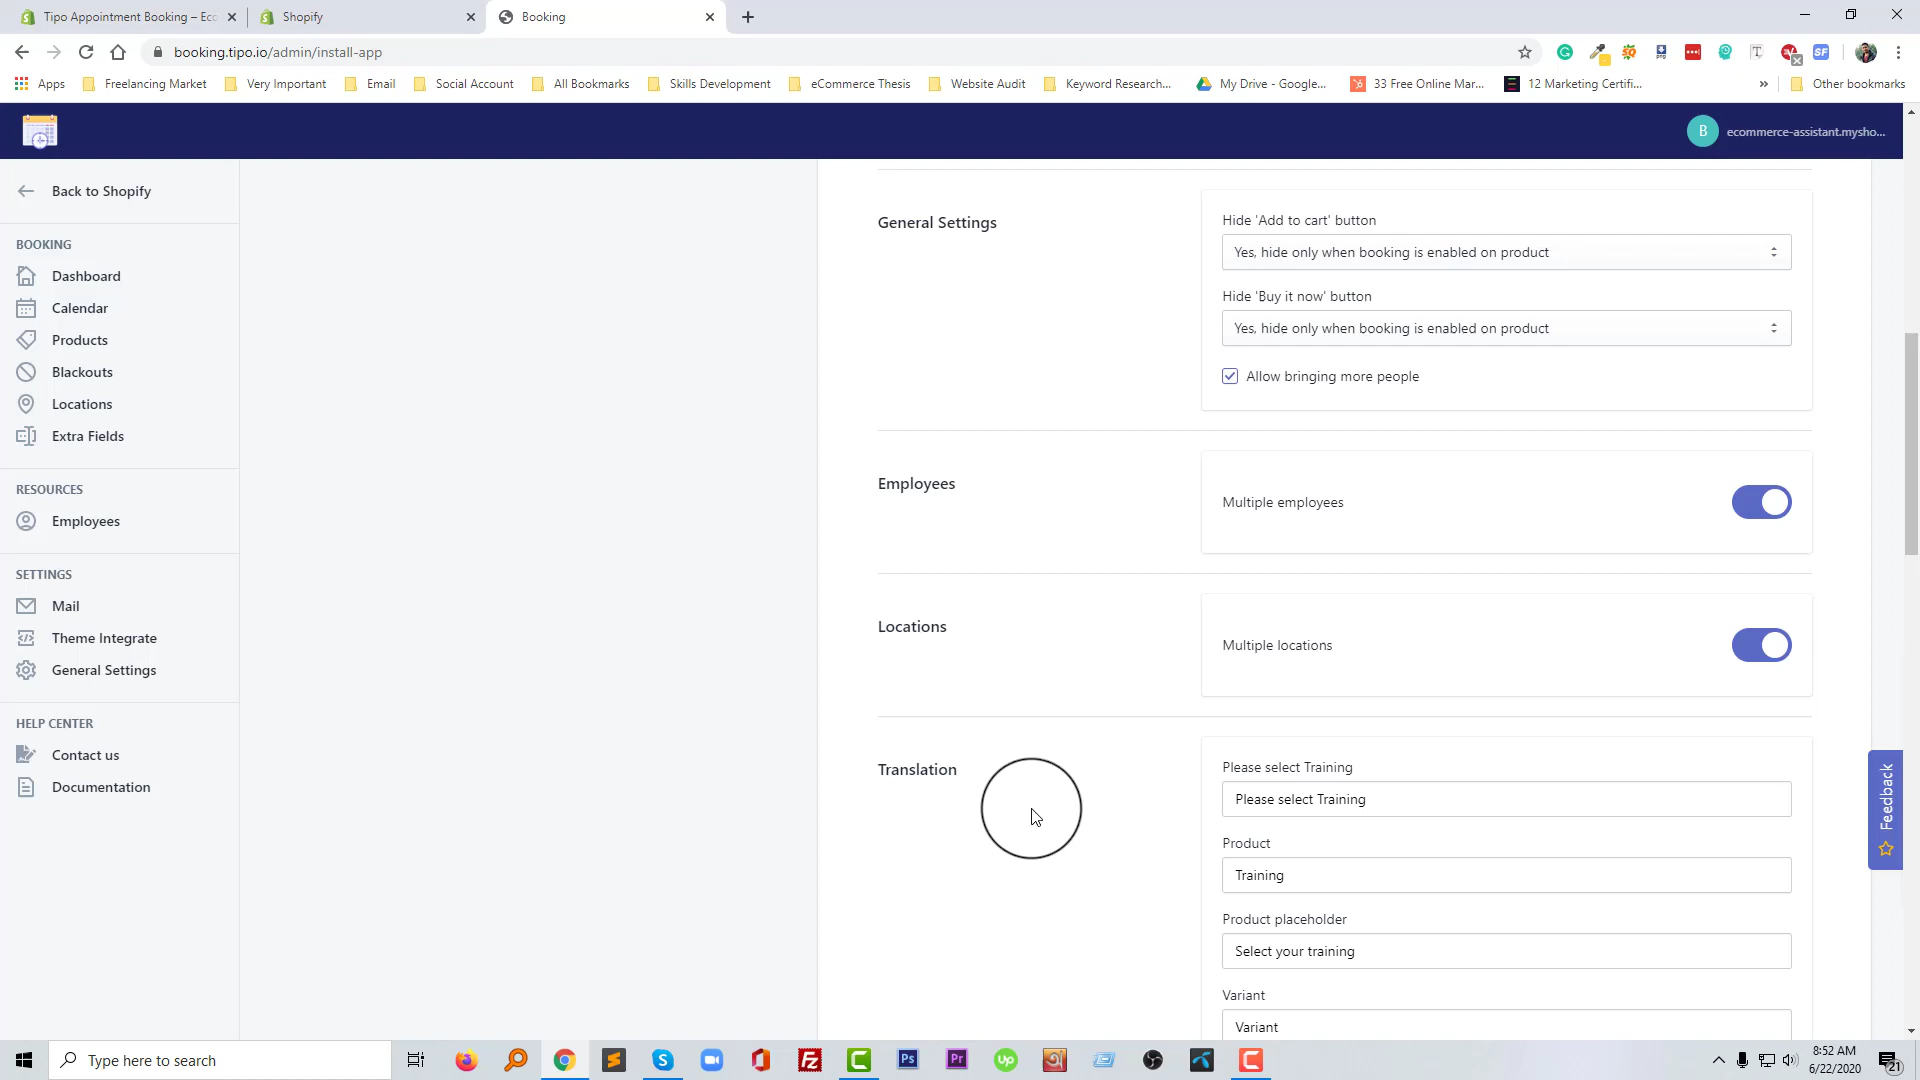 Tipo Appointment Booking – Eco
Shopify
Booking
booking.tipo.io/admin/install-app
Apps
Freelancing Market
Very Important
Email
Social Account
All Bookmarks
Skills Development
eCommerce Thesis
Website Audit
Keyword Research...
My Drive - Google...
33 Free Online Mar...
12 Marketing Certifi...
»
Other bookmarks
B
ecommerce-assistant.mysho...
Back to Shopify
BOOKING
Dashboard
Calendar
Products
Blackouts
Locations
Extra Fields
RESOURCES
Employees
SETTINGS
Mail
Theme Integrate
General Settings
HELP CENTER
Contact us
Documentation
General Settings
Hide 'Add to cart' button
Yes, hide only when booking is enabled on product
Hide 'Buy it now' button
Yes, hide only when booking is enabled on product
Allow bringing more people
Employees
Multiple employees
Locations
Multiple locations
Translation
Please select Training
Please select Training
Product
Training
Product placeholder
Select your training
Variant
Variant
Feedback
Type here to search
8:52 AM
6/22/2020
21